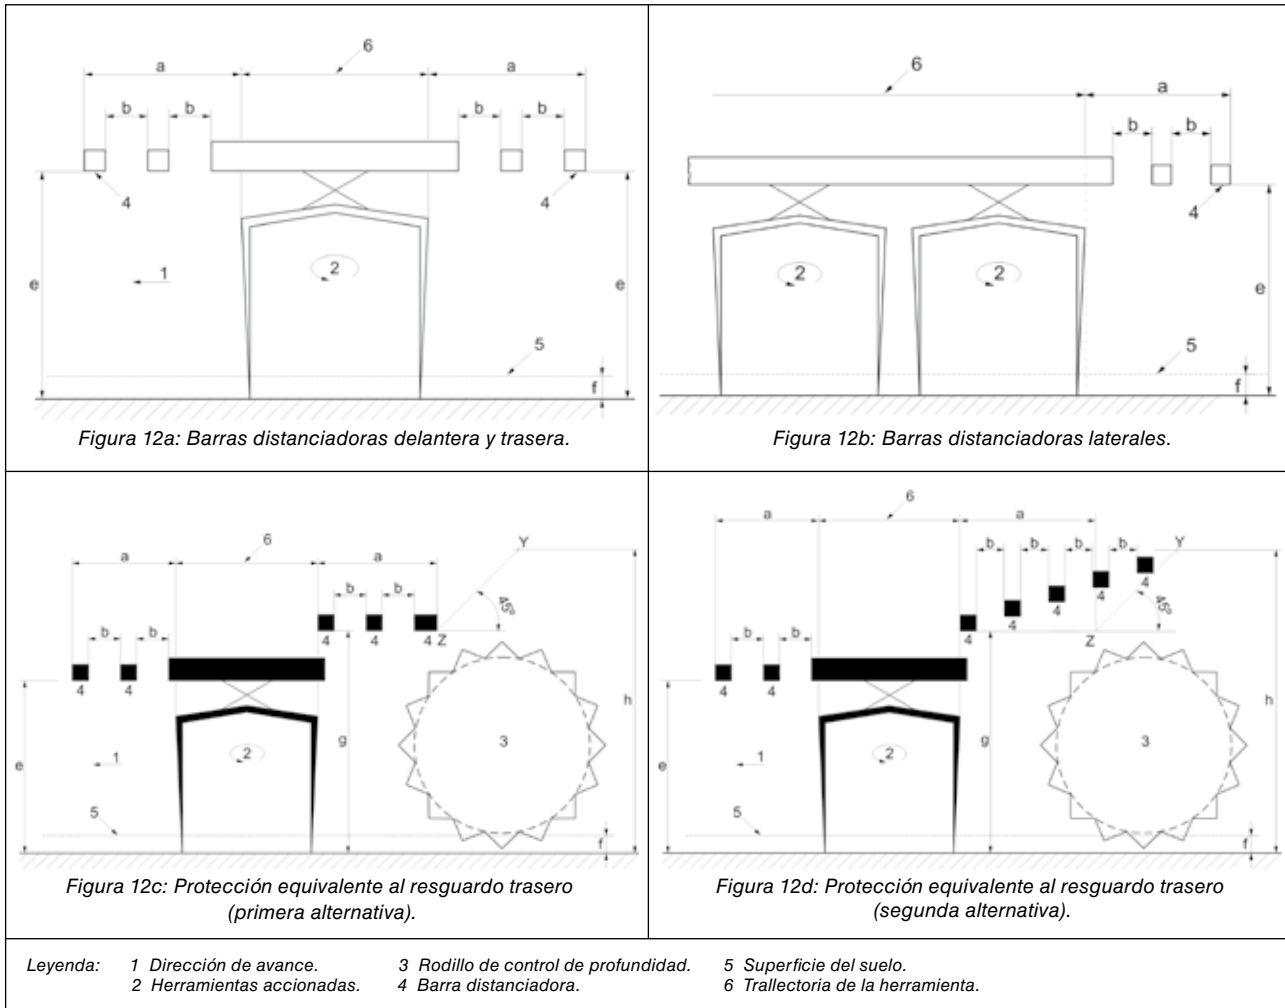 6
a
a
b
b
b
b
4
4
1
2
e
e
5
f
Figura 12a: Barras distanciadoras delantera y trasera.
6
a
b
b
4
2
2
e
5
f
Figura 12b: Barras distanciadoras laterales.
6
a
a
Y
b
b
45º
4
4
4
Z
b
b
4
4
h
g
3
1
2
e
5
f
Figura 12c: Protección equivalente al resguardo trasero
(primera alternativa).
6
a
a
b
b
b
b
Y
4
4
4
4
4
45º
Z
b
b
4
4
h
g
3
1
2
e
5
f
Figura 12d: Protección equivalente al resguardo trasero
(segunda alternativa).
Leyenda: 1 Dirección de avance. 3 Rodillo de control de profundidad. 5 Superficie del suelo.
2 Herramientas accionadas. 4 Barra distanciadora. 6 Trallectoria de la herramienta.